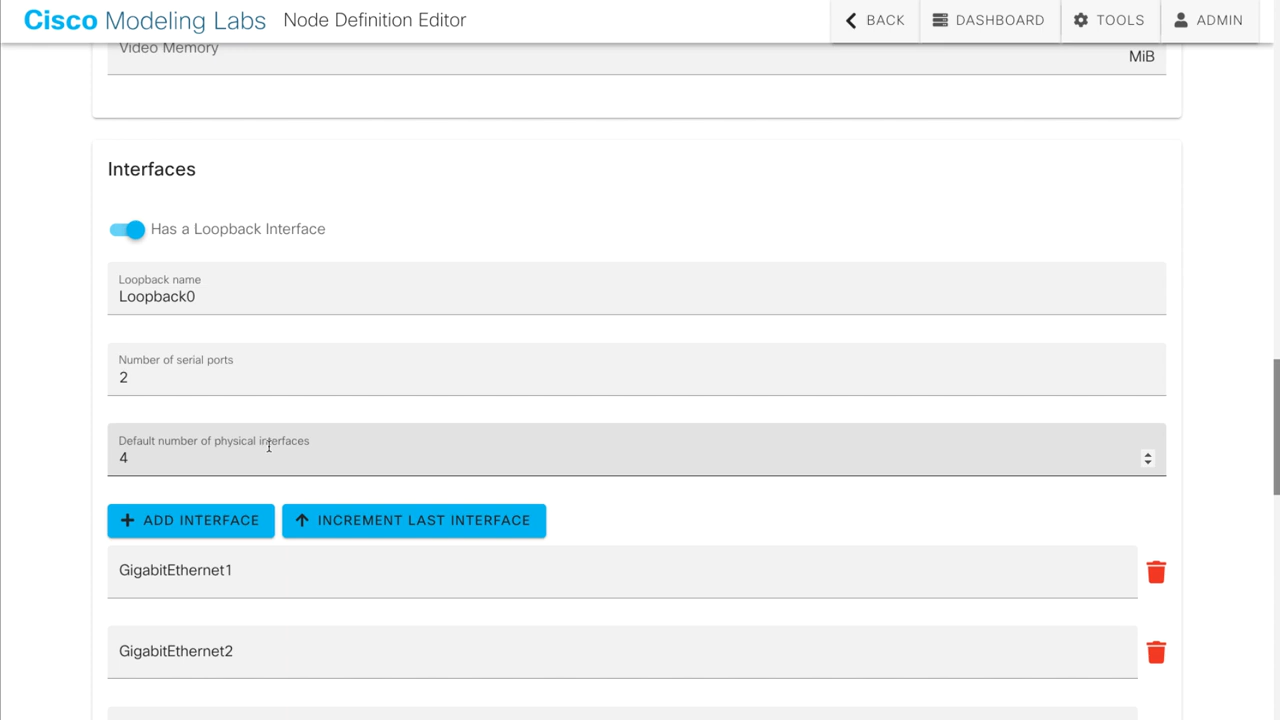 Cisco Modeling Labs Node Definition Editor BACK DASHBOARD TOOLS ADMIN
Video Memory
MiB
Interfaces
Has a Loopback Interface
Loopback name
Loopback0
Number of serial ports
2
Default number of physical interfaces
4
ADD INTERFACE INCREMENT LAST INTERFACE
GigabitEthernet1
GigabitEthernet2